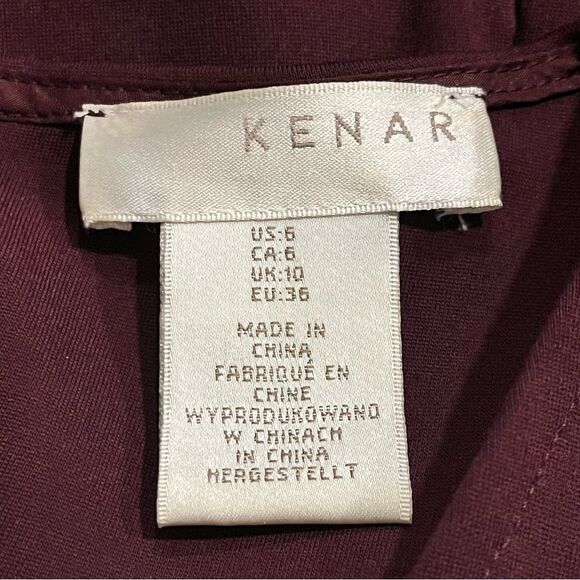 KENAR
US:6
CA:6
UK:10
EU:36
MADE IN
CHINA
FABRIQUÉ EN
CHINE
WYPRODUKOWANO
W CHINACH
IN CHINA
HERGESTELLT